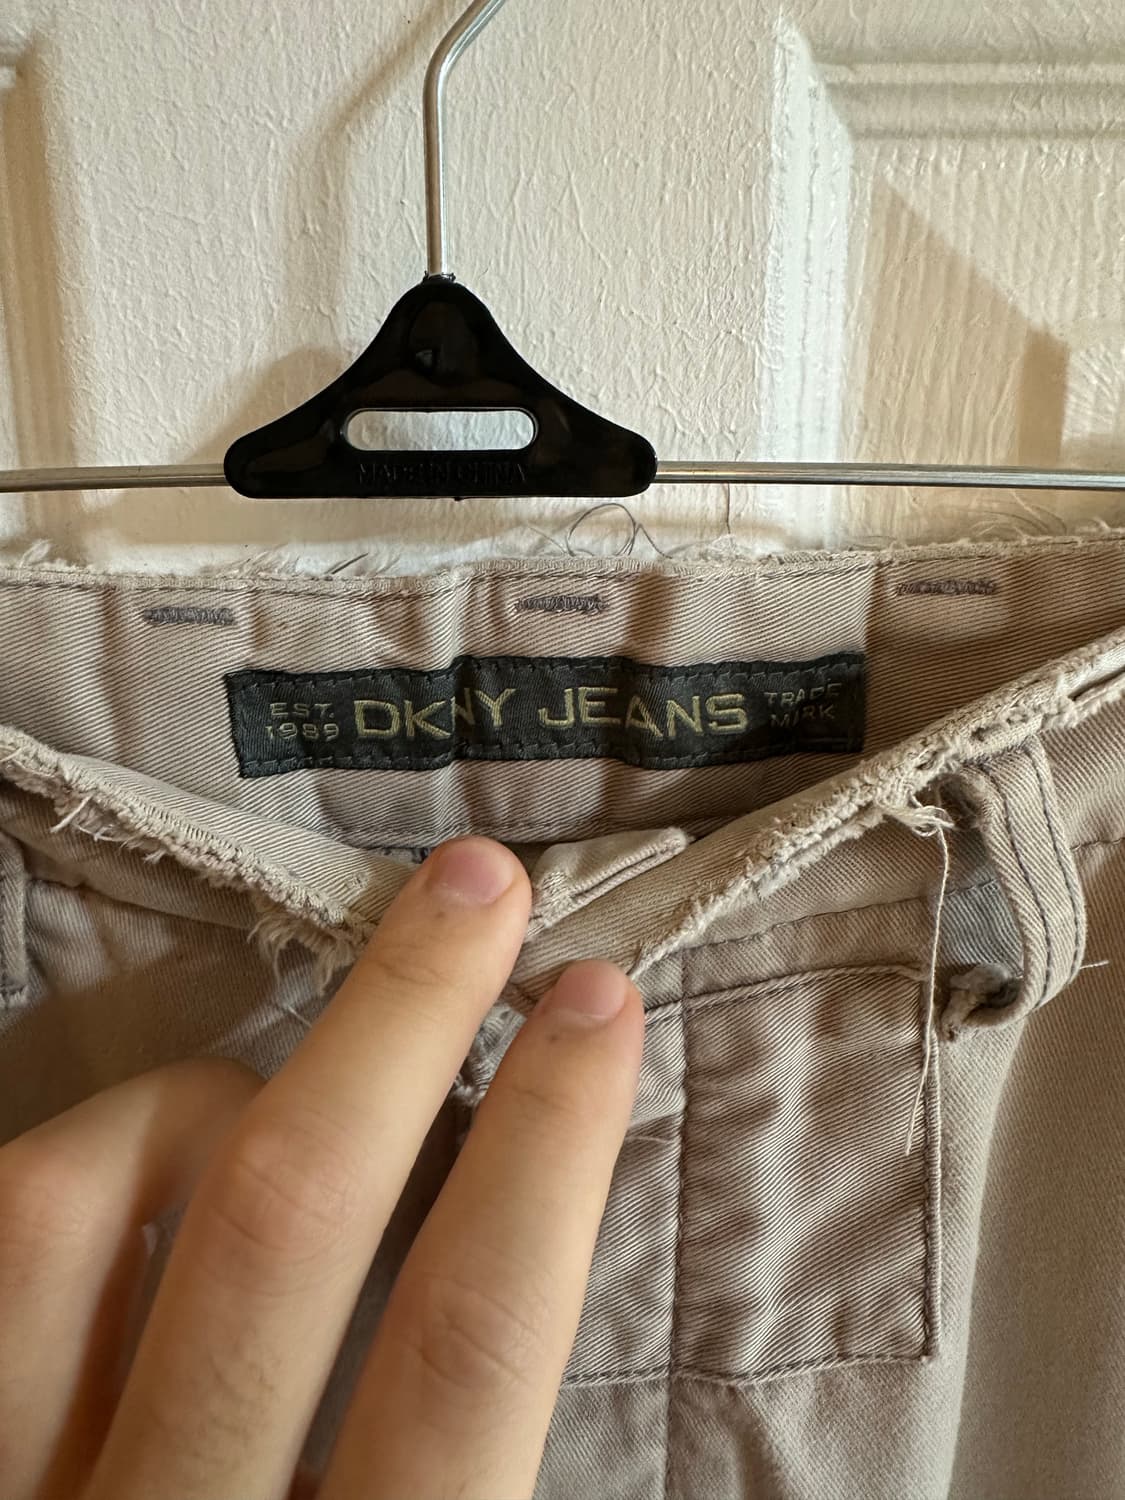 MADE IN CHINA
EST. 1989
DKNY JEANS
TRADE MARK